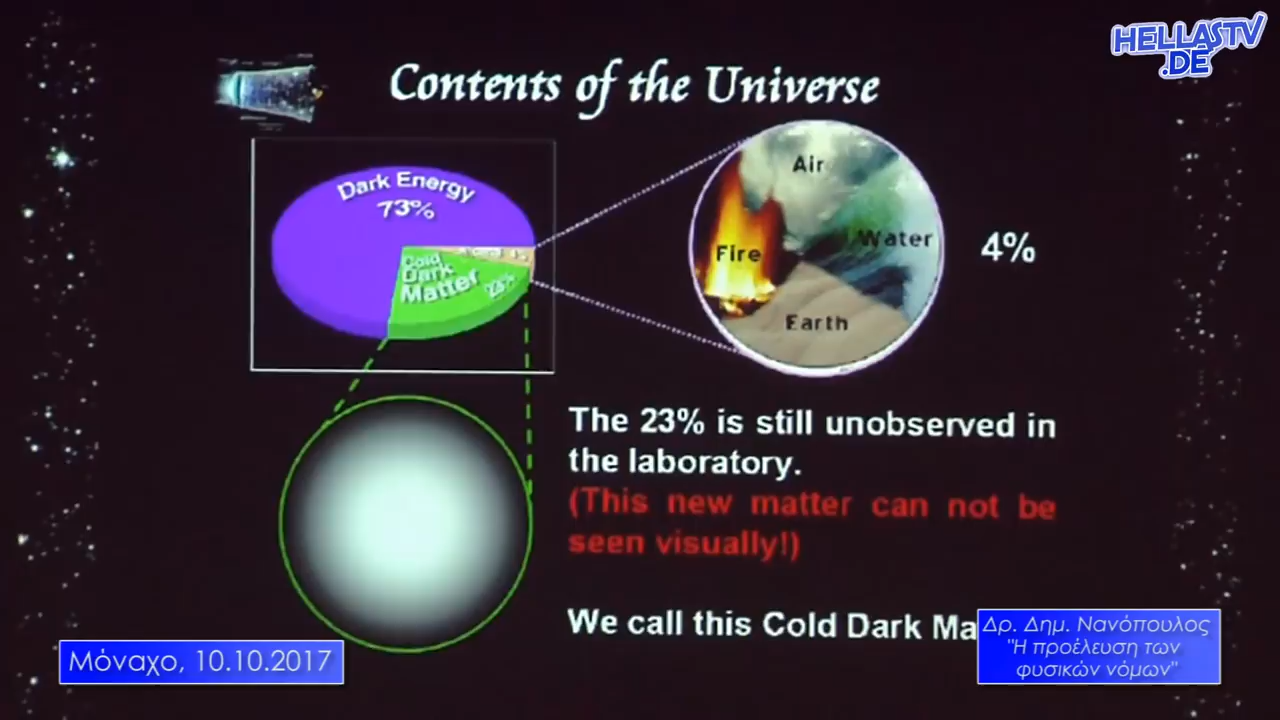 HELLASTV
.DE
Contents of the Universe
Dark Energy
73%
Cold
Dark
Matter
23%
Air
Fire
Water
Earth
4%
The 23% is still unobserved in
the laboratory.
(This new matter can not be
seen visually!)
We call this Cold Dark Ma
Μόναχο, 10.10.2017
Δρ. Δημ. Νανόπουλος
"Η προέλευση των
φυσικών νόμων"